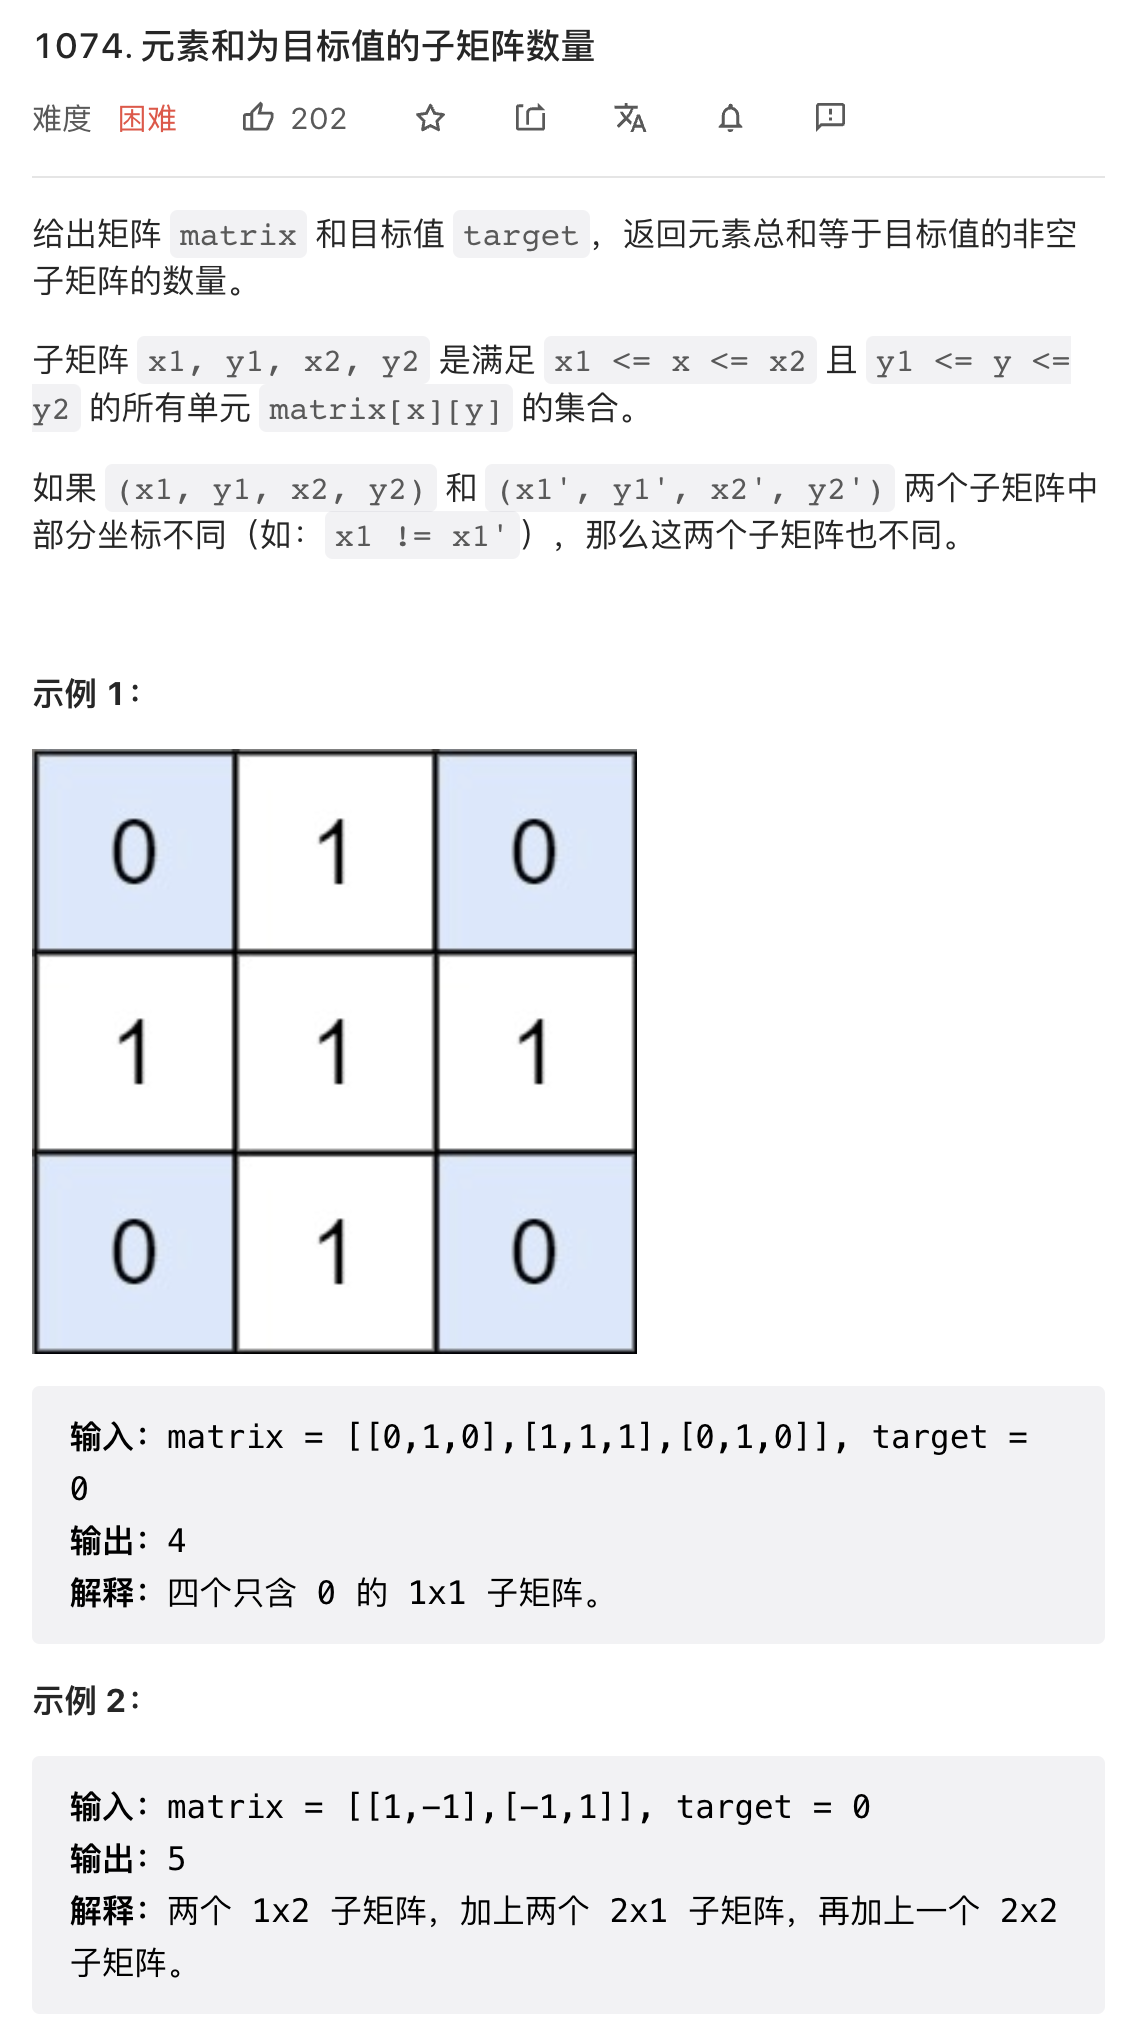 1074. 元素和为目标值的子矩阵数量
难度 困难 202
给出矩阵 matrix 和目标值 target，返回元素总和等于目标值的非空
子矩阵的数量。
子矩阵 x1, y1, x2, y2 是满足 x1 <= x <= x2 且 y1 <= y <=
y2 的所有单元 matrix[x][y] 的集合。
如果 (x1, y1, x2, y2) 和 (x1', y1', x2', y2') 两个子矩阵中
部分坐标不同（如：x1 != x1'），那么这两个子矩阵也不同。
示例 1：
0 1 0
1 1 1
0 1 0
输入：matrix = [[0,1,0],[1,1,1],[0,1,0]], target =
0
输出：4
解释：四个只含 0 的 1x1 子矩阵。
示例 2：
输入：matrix = [[1,-1],[-1,1]], target = 0
输出：5
解释：两个 1x2 子矩阵，加上两个 2x1 子矩阵，再加上一个 2x2
子矩阵。